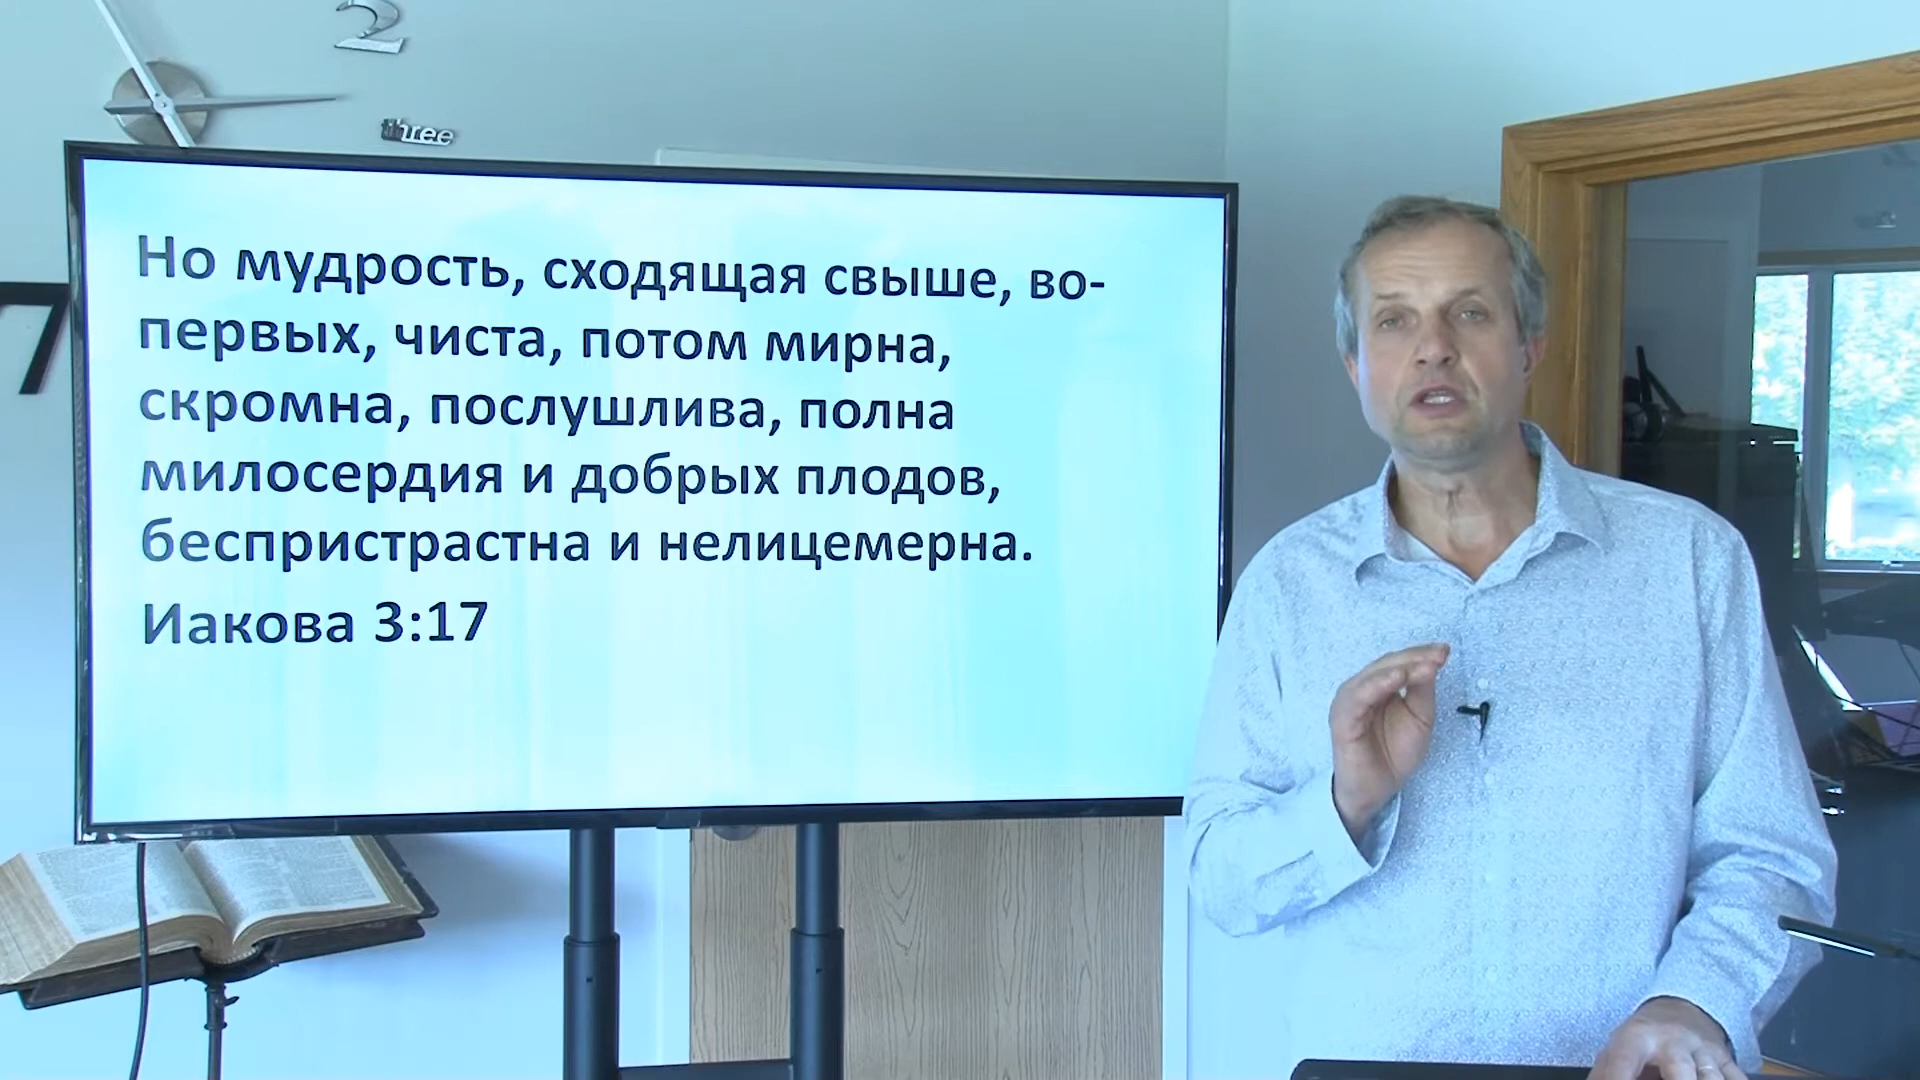 2
three
7
Но мудрость, сходящая свыше, во-
первых, чиста, потом мирна,
скромна, послушлива, полна
милосердия и добрых плодов,
беспристрастна и нелицемерна.
Иакова 3:17